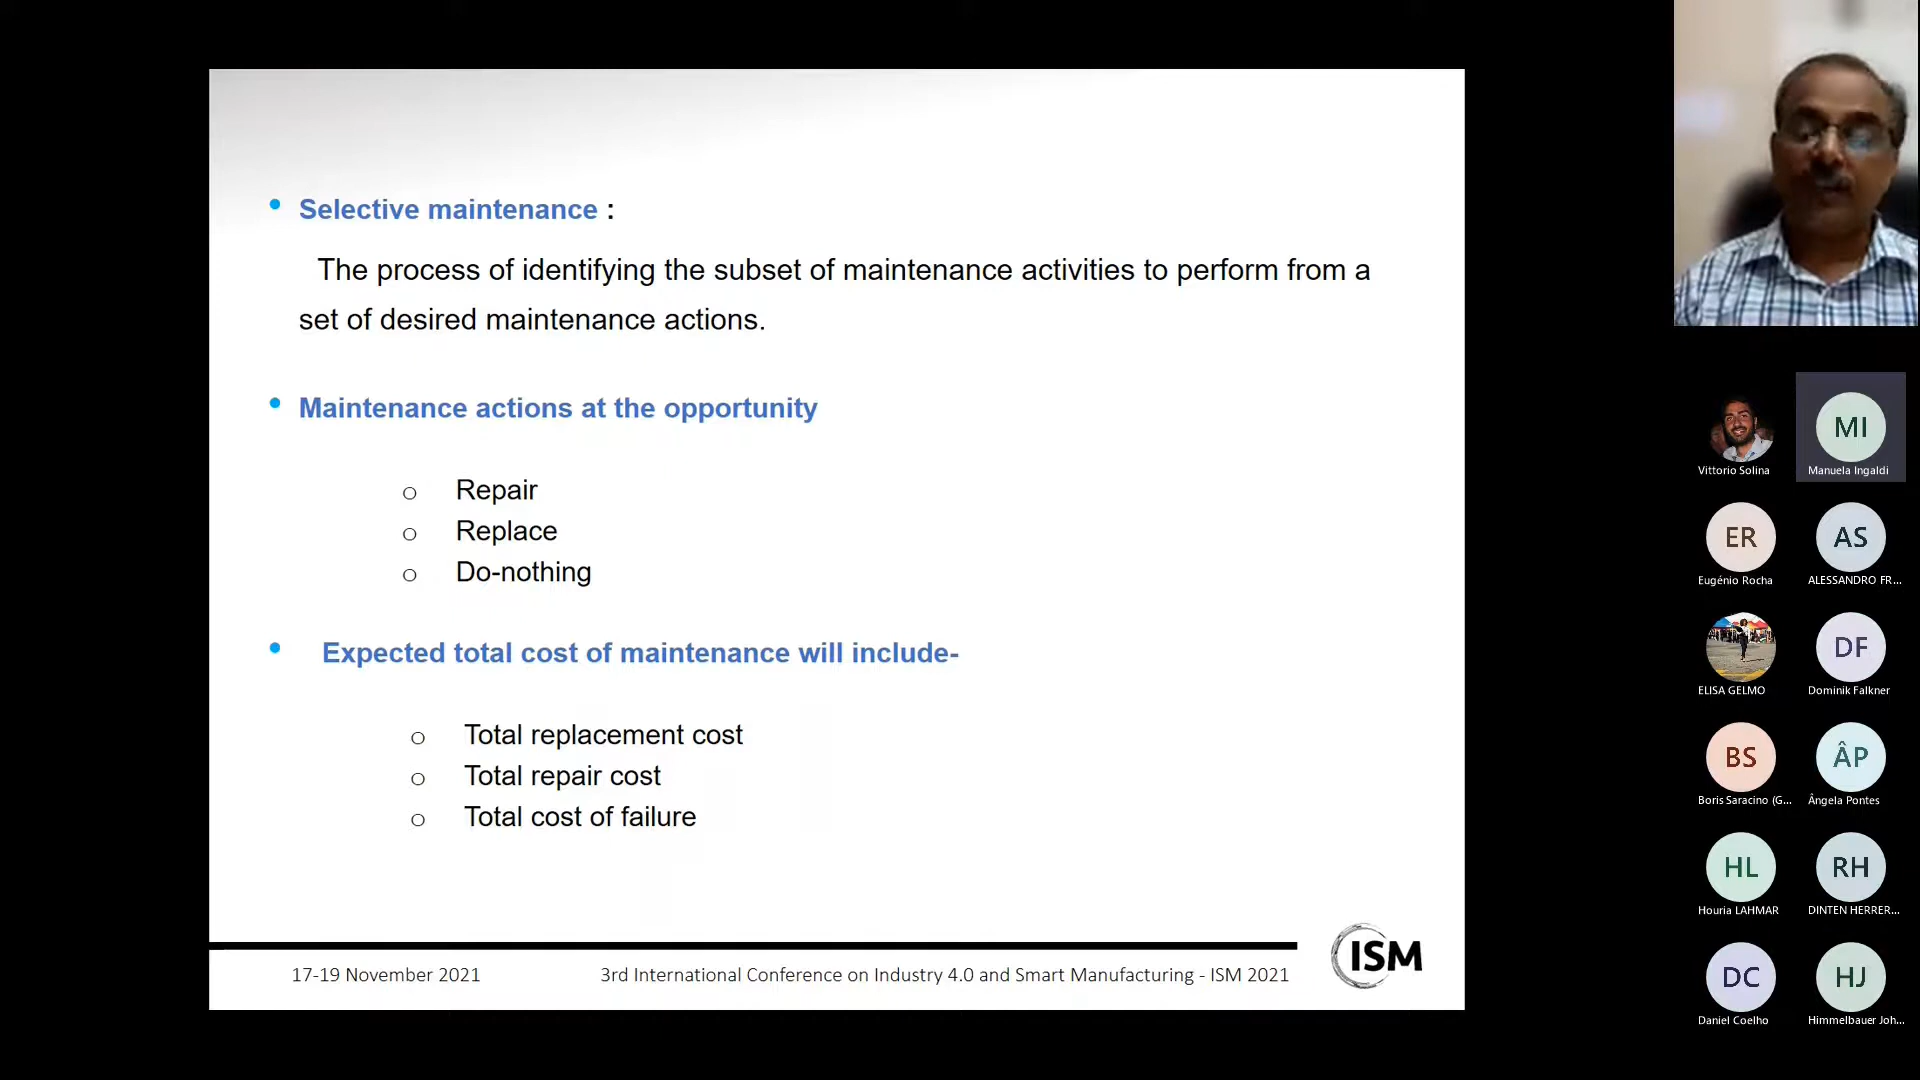 Selective maintenance :
The process of identifying the subset of maintenance activities to perform from a
set of desired maintenance actions.
Maintenance actions at the opportunity
Repair
Replace
Do-nothing
Expected total cost of maintenance will include-
Total replacement cost
Total repair cost
Total cost of failure
17-19 November 2021
3rd International Conference on Industry 4.0 and Smart Manufacturing - ISM 2021
ISM
MI
Vittorio Solina
Manuela Ingaldi
ER
AS
Eugénio Rocha
ALESSANDRO FR...
DF
ELISA GELMO
Dominik Falkner
BS
ÂP
Boris Saracino (G...
Ângela Pontes
HL
RH
Houria LAHMAR
DINTEN HERRER...
DC
HJ
Daniel Coelho
Himmelbauer Joh...